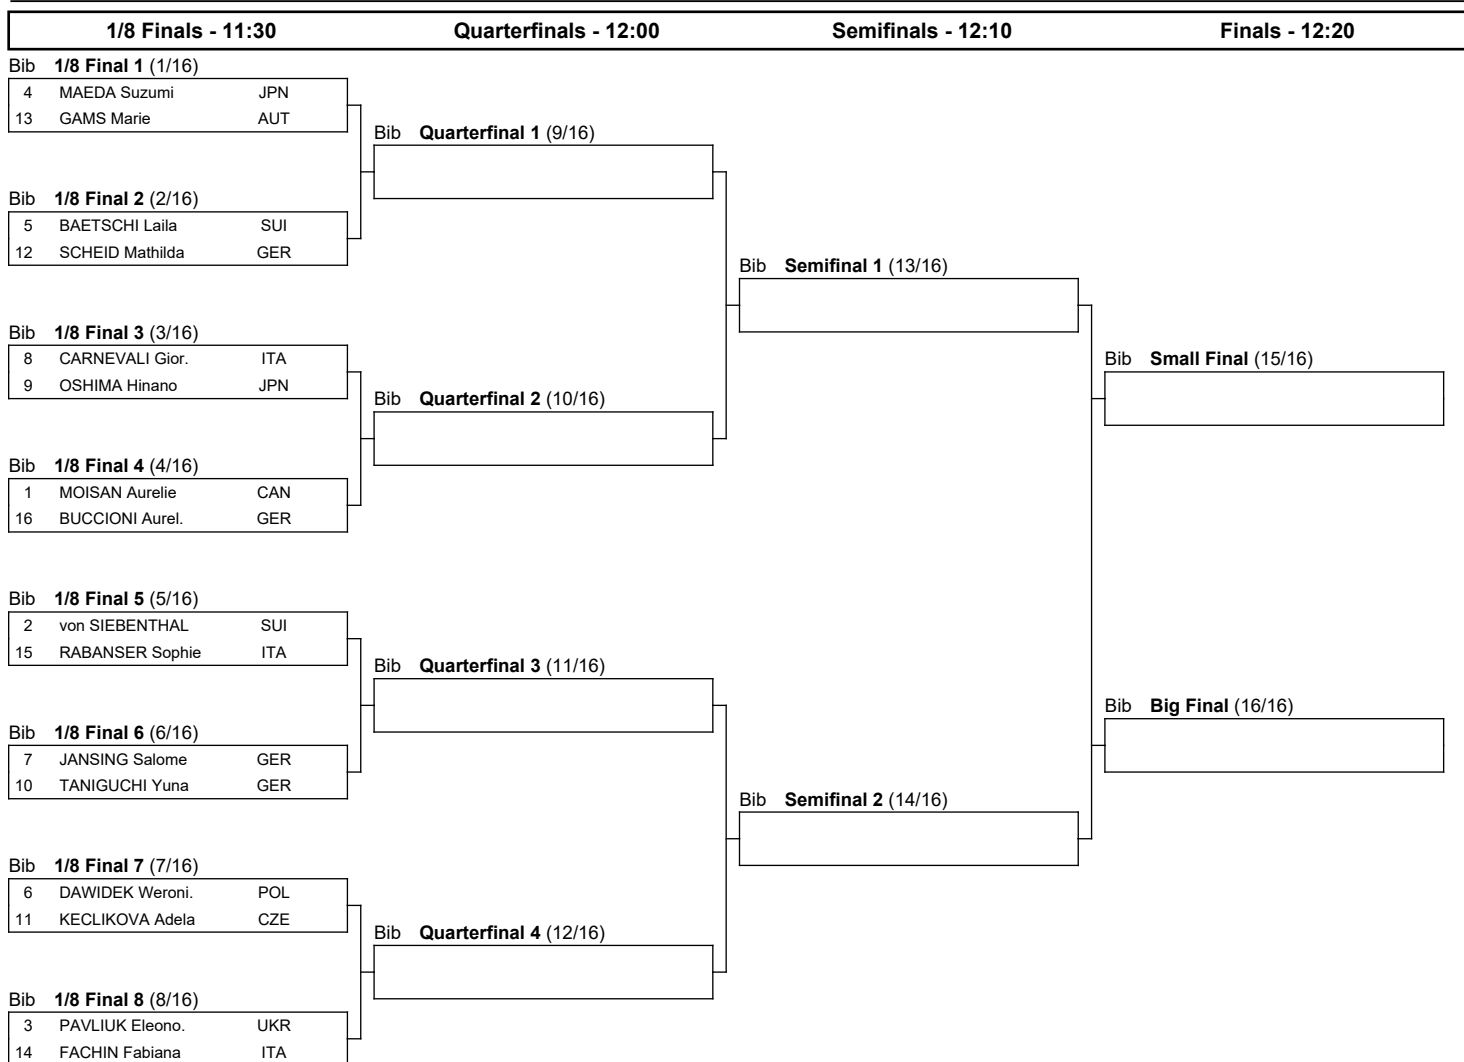 1/8 Finals - 11:30 Quarterfinals - 12:00 Semifinals - 12:10 Finals - 12:20
Bib 1/8 Final 1 (1/16)
4 MAEDA Suzumi JPN
13 GAMS Marie AUT
Bib Quarterfinal 1 (9/16)
Bib 1/8 Final 2 (2/16)
5 BAETSCHI Laila SUI
12 SCHEID Mathilda GER
Bib Semifinal 1 (13/16)
Bib 1/8 Final 3 (3/16)
8 CARNEVALI Gior. ITA
9 OSHIMA Hinano JPN
Bib Small Final (15/16)
Bib Quarterfinal 2 (10/16)
Bib 1/8 Final 4 (4/16)
1 MOISAN Aurelie CAN
16 BUCCIONI Aurel. GER
Bib 1/8 Final 5 (5/16)
2 von SIEBENTHAL SUI
15 RABANSER Sophie ITA
Bib Quarterfinal 3 (11/16)
Bib Big Final (16/16)
Bib 1/8 Final 6 (6/16)
7 JANSING Salome GER
10 TANIGUCHI Yuna GER
Bib Semifinal 2 (14/16)
Bib 1/8 Final 7 (7/16)
6 DAWIDEK Weroni. POL
11 KECLIKOVA Adela CZE
Bib Quarterfinal 4 (12/16)
Bib 1/8 Final 8 (8/16)
3 PAVLIUK Eleono. UKR
14 FACHIN Fabiana ITA